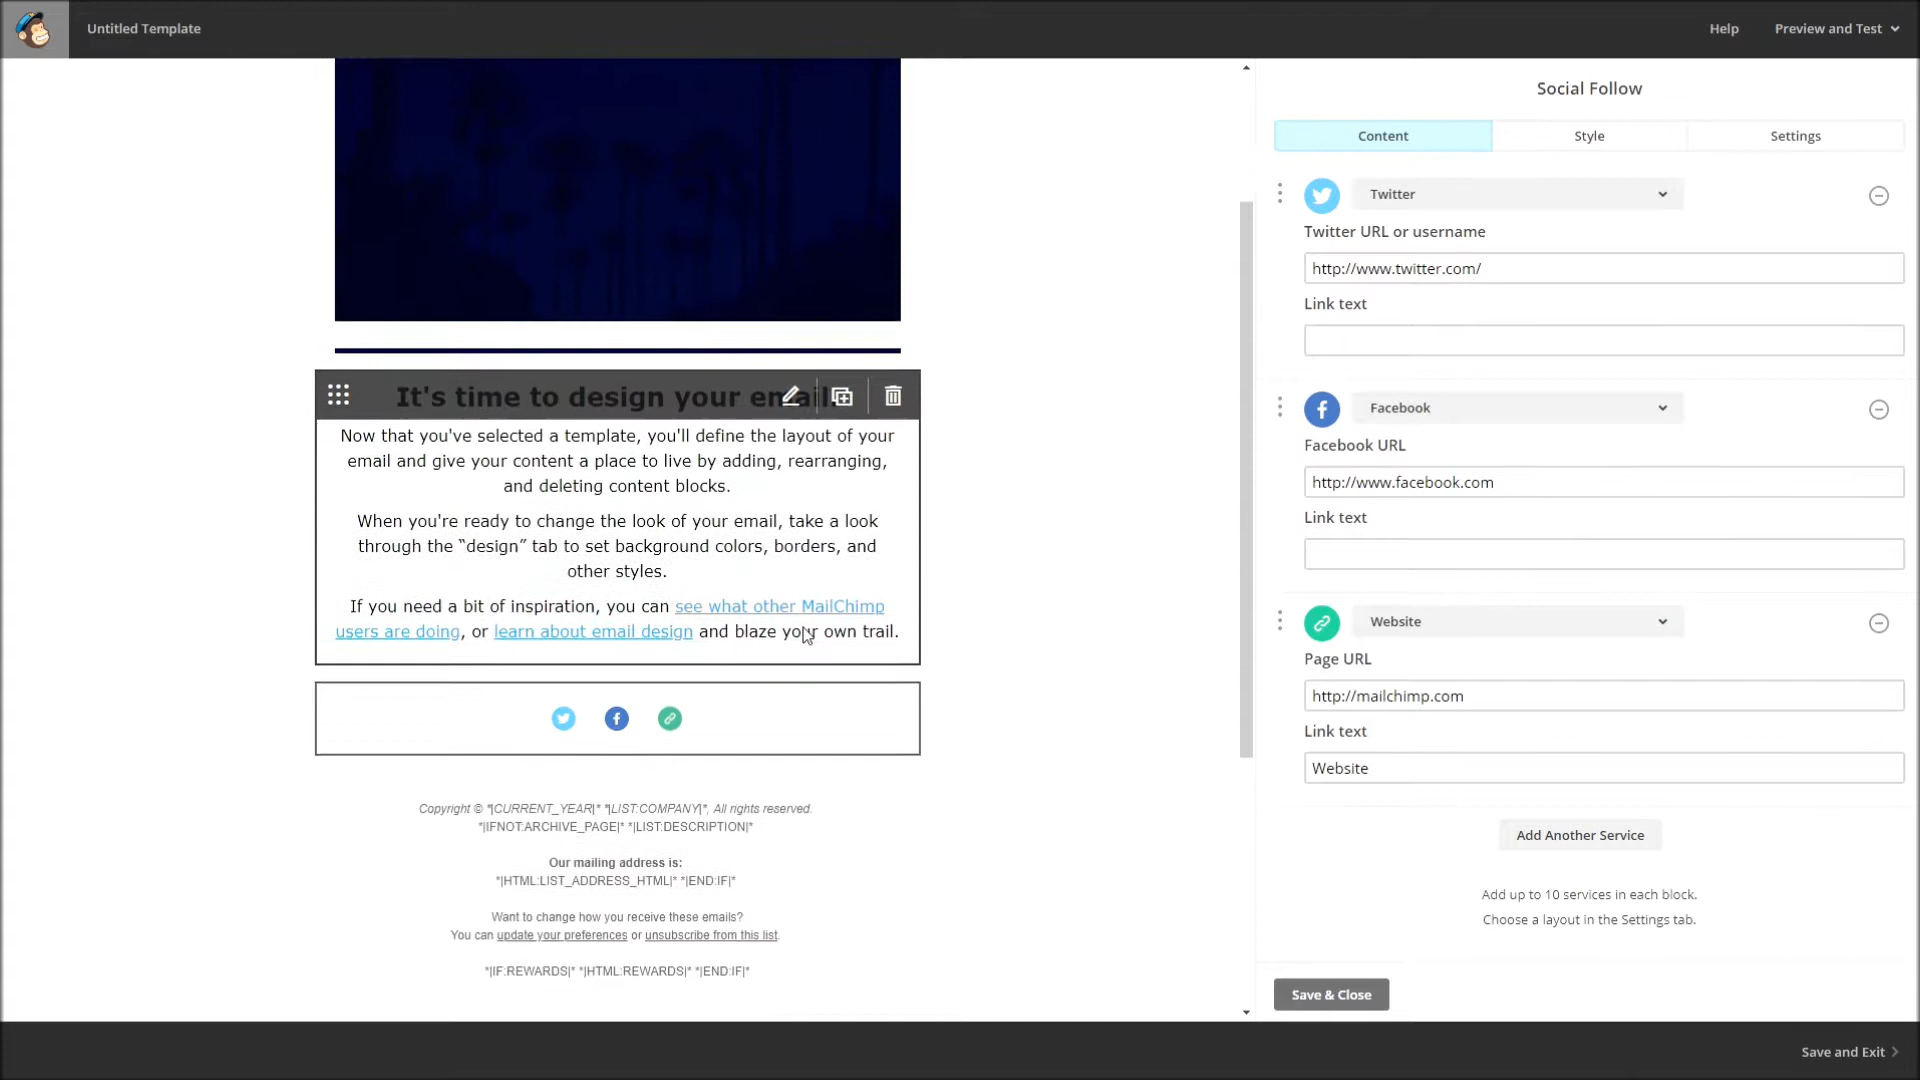 Untitled Template
Help
Preview and Test
Social Follow
Content
Style
Settings
Twitter
Twitter URL or username
http://www.twitter.com/
Link text
Facebook
Facebook URL
http://www.facebook.com
Link text
Website
Page URL
http://mailchimp.com
Link text
Website
Add Another Service
Add up to 10 services in each block.
Choose a layout in the Settings tab.
Save & Close
It's time to design your email.
Now that you've selected a template, you'll define the layout of your
email and give your content a place to live by adding, rearranging,
and deleting content blocks.
When you're ready to change the look of your email, take a look
through the “design” tab to set background colors, borders, and
other styles.
If you need a bit of inspiration, you can see what other MailChimp
users are doing, or learn about email design and blaze your own trail.
Copyright © *|CURRENT_YEAR|* *|LIST:COMPANY|*, All rights reserved.
*|IFNOT:ARCHIVE_PAGE|* *|LIST:DESCRIPTION|*
Our mailing address is:
*|HTML:LIST_ADDRESS_HTML|* *|END:IF|*
Want to change how you receive these emails?
You can update your preferences or unsubscribe from this list.
*|IF:REWARDS|* *|HTML:REWARDS|* *|END:IF|*
Save and Exit